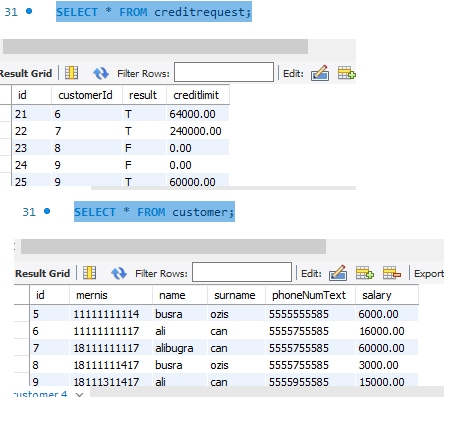 31 SELECT * FROM creditrequest;
Result Grid Filter Rows: Edit:
id customerId result creditlimit
21 6 T 64000.00
22 7 T 240000.00
23 8 F 0.00
24 9 F 0.00
25 9 T 60000.00
31 SELECT * FROM customer;
Result Grid Filter Rows: Edit: Export
id mernis name surname phoneNumText salary
5 11111111114 busra ozis 5555555585 6000.00
6 11111111117 ali can 5555755585 16000.00
7 18111111117 alibugra can 5555755585 60000.00
8 18111111417 busra ozis 5555755585 3000.00
9 18111311417 ali can 5555955585 15000.00
customer 4